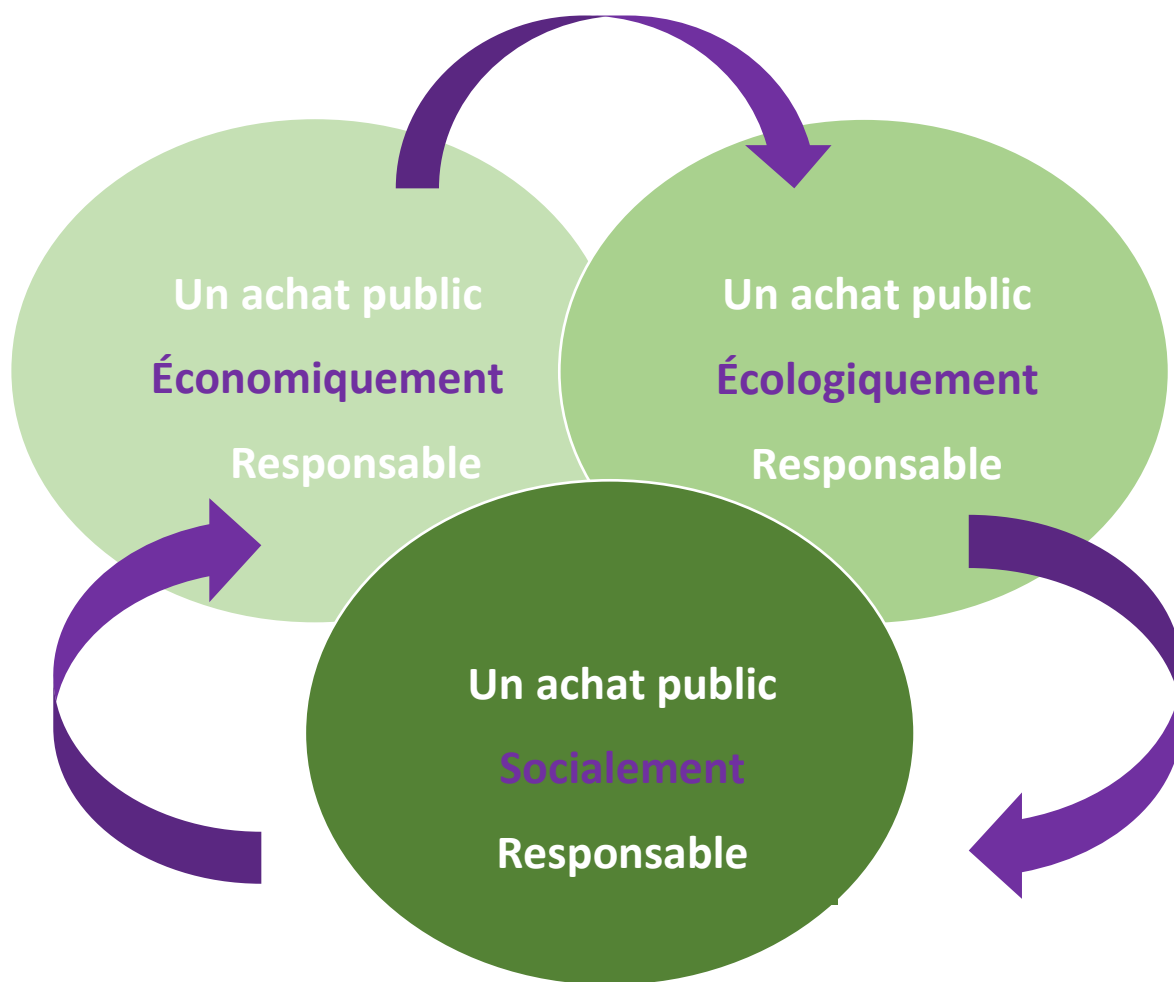 Un achat public
Économiquement
Responsable
Un achat public
Écologiquement
Responsable
Un achat public
Socialement
Responsable